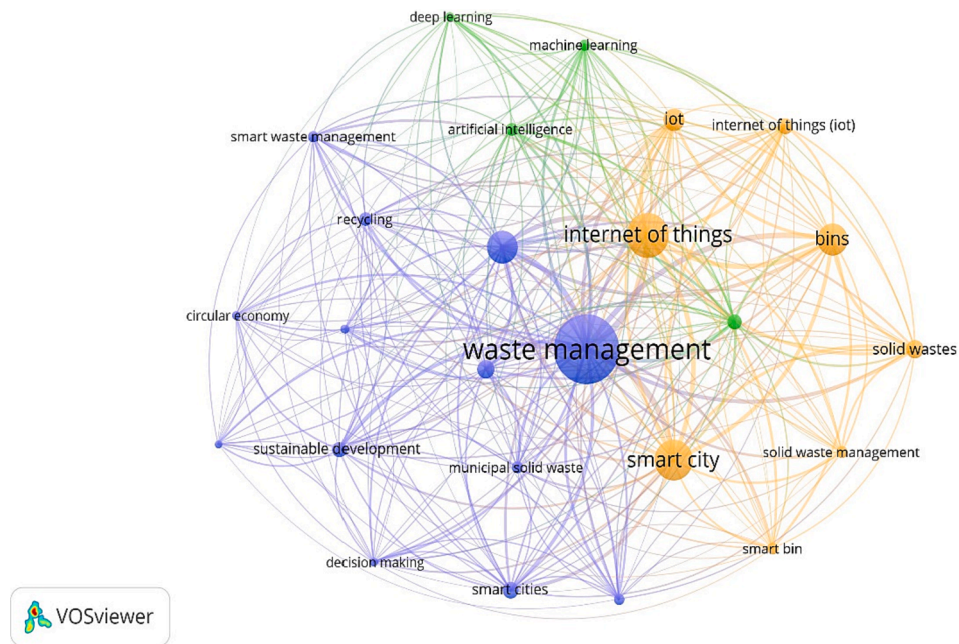 deep learning
machine learning
iot
internet of things (iot)
artificial intelligence
smart waste management
recycling
internet of things
bins
circular economy
waste management
solid wastes
sustainable development
municipal solid waste
smart city
solid waste management
smart bin
decision making
smart cities
VOSviewer